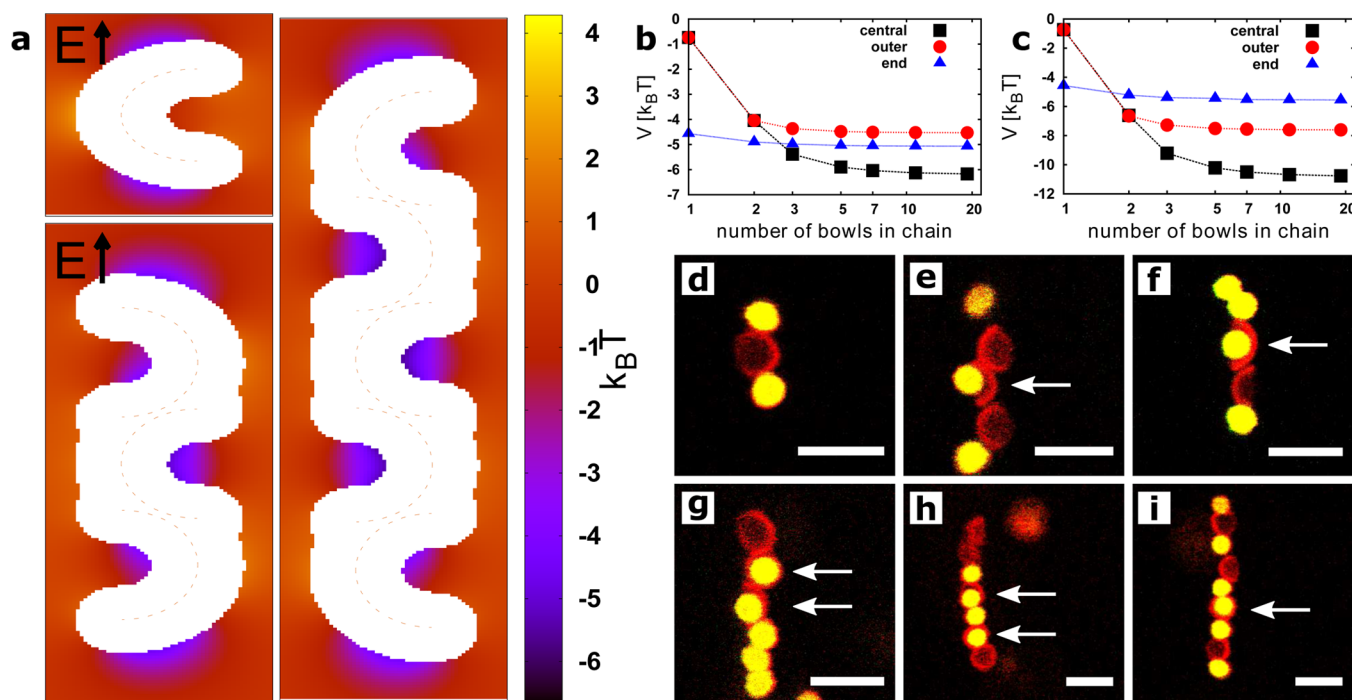 a
E
E
4
3
2
1
0
-1
-2
-3
-4
-5
-6
k_BT
b
0
-1
-2
-3
-4
-5
-6
-7
V [k_BT]
central
outer
end
1
2
3
5
7
10
20
number of bowls in chain
c
0
-2
-4
-6
-8
-10
-12
V [k_BT]
central
outer
end
1
2
3
5
7
10
20
number of bowls in chain
d
e
f
g
h
i